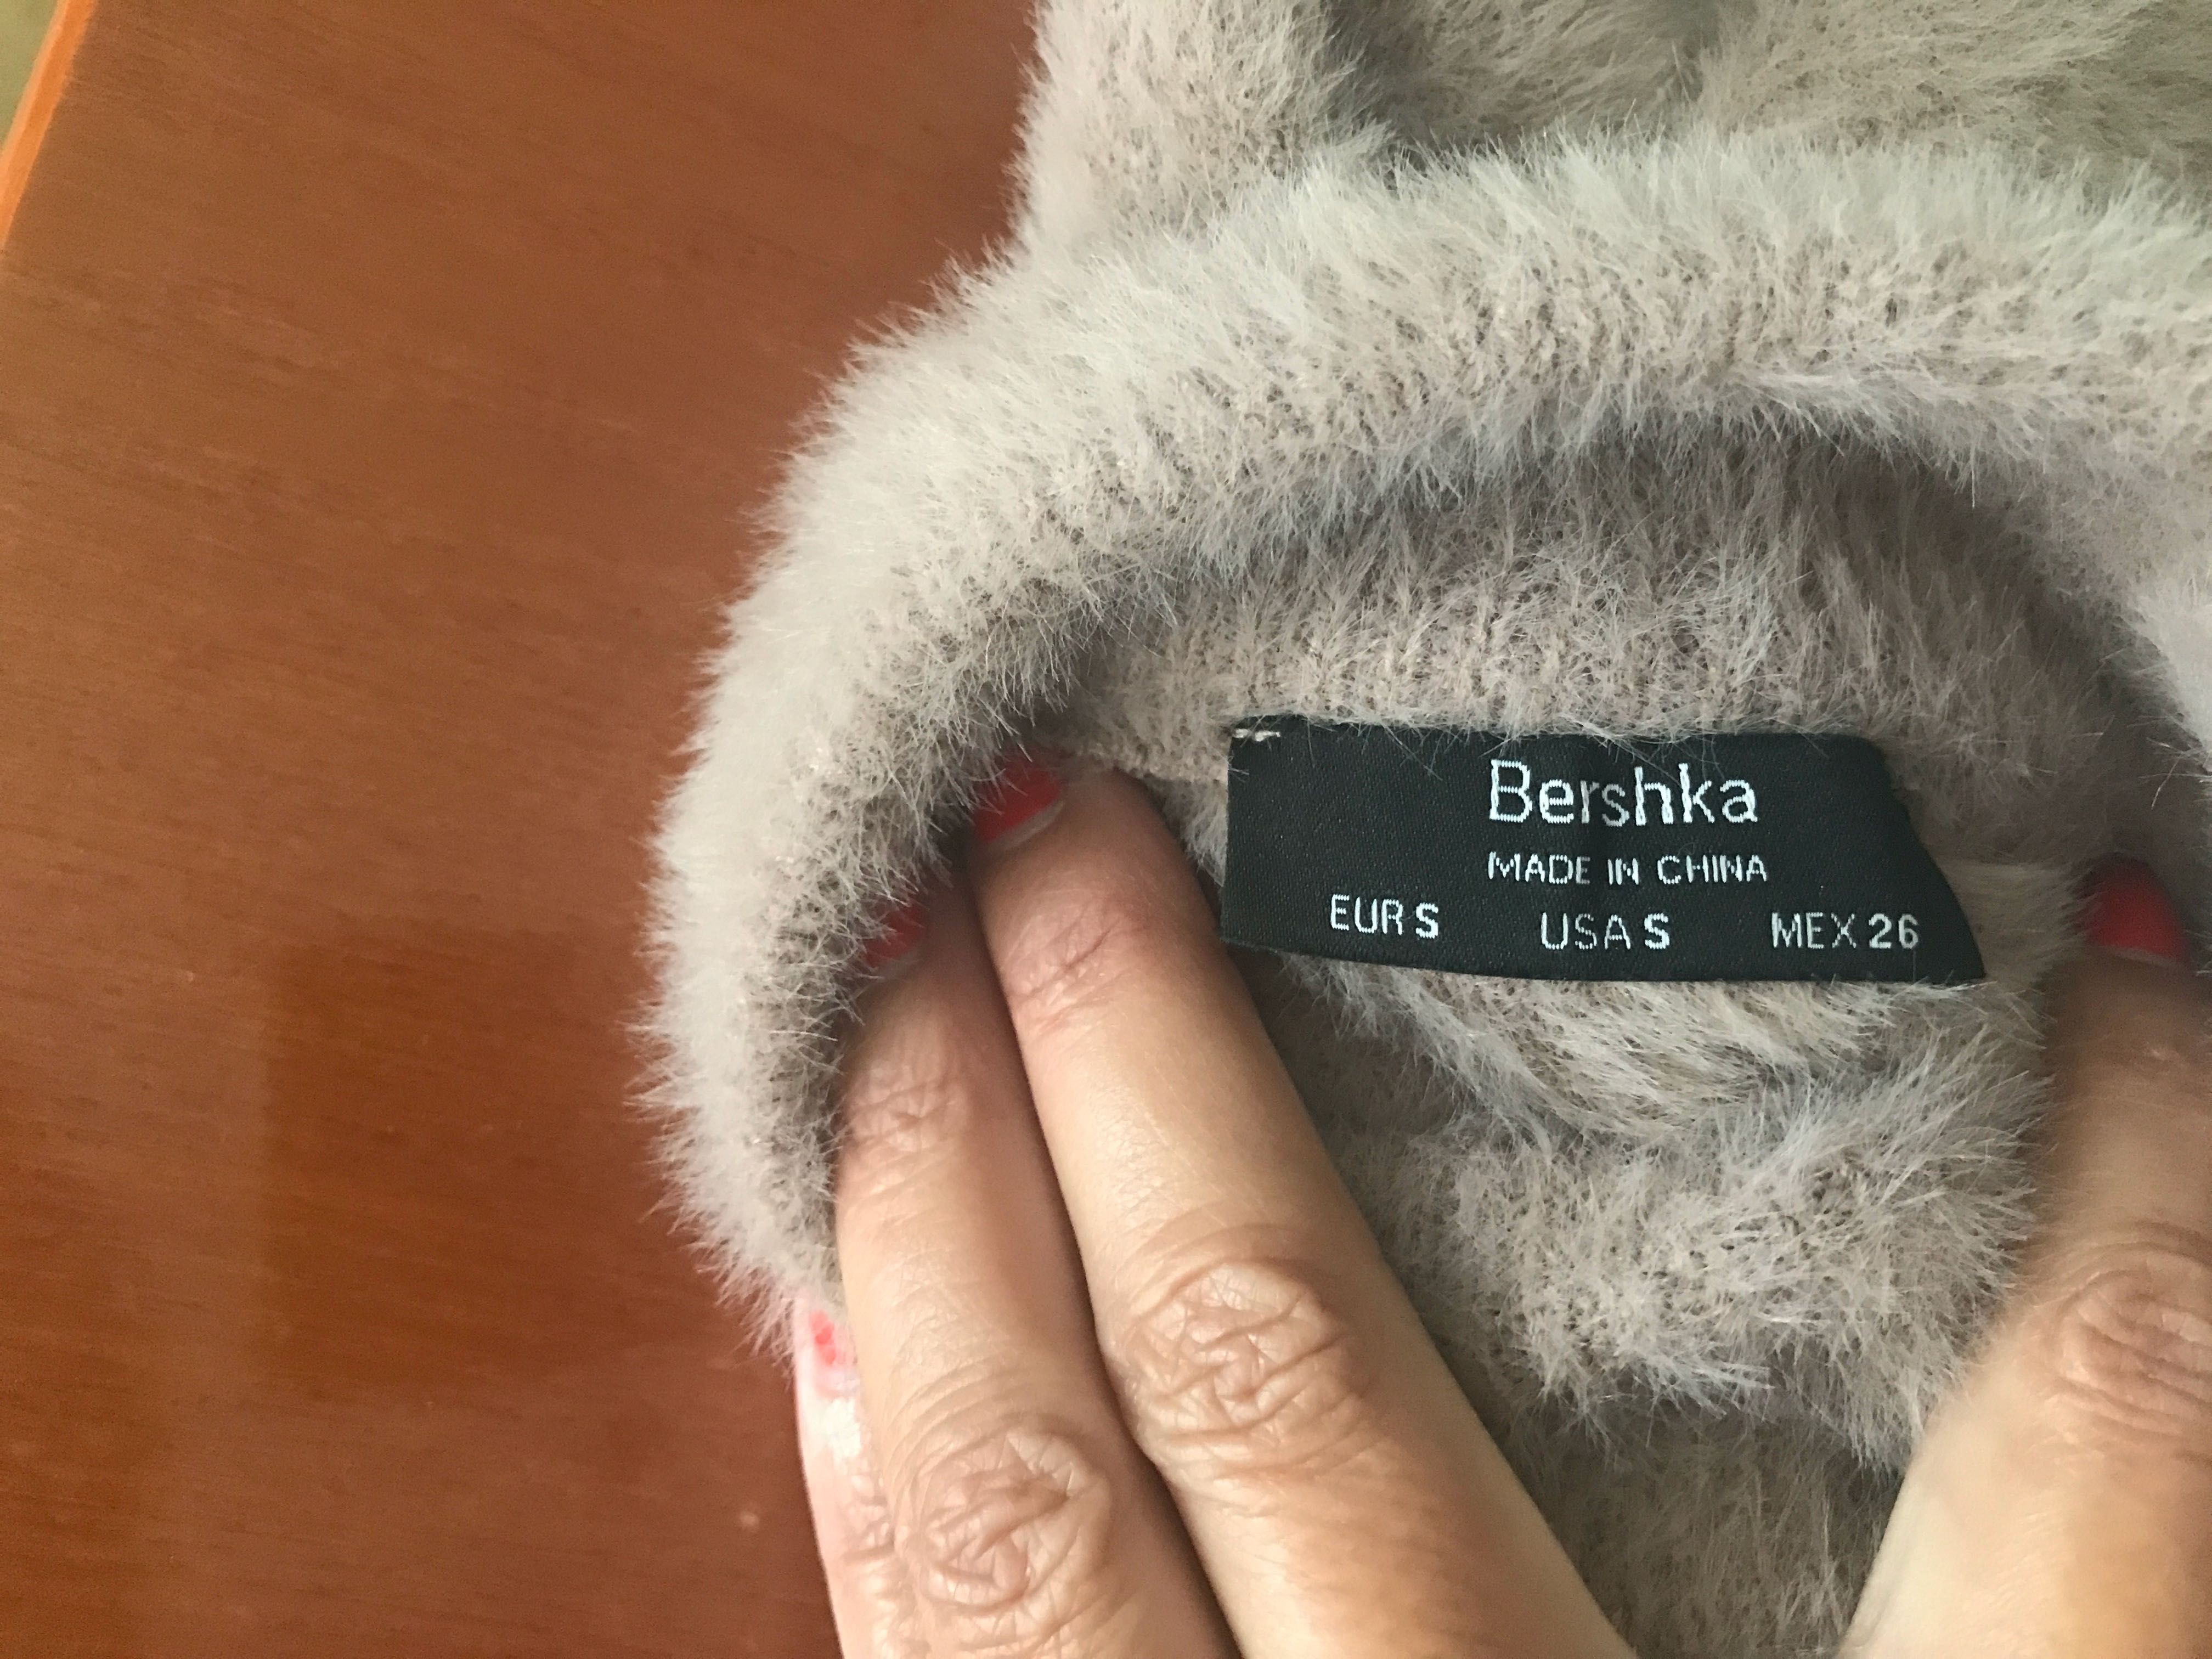 Bershka
MADE IN CHINA
EUR S USA S MEX 26